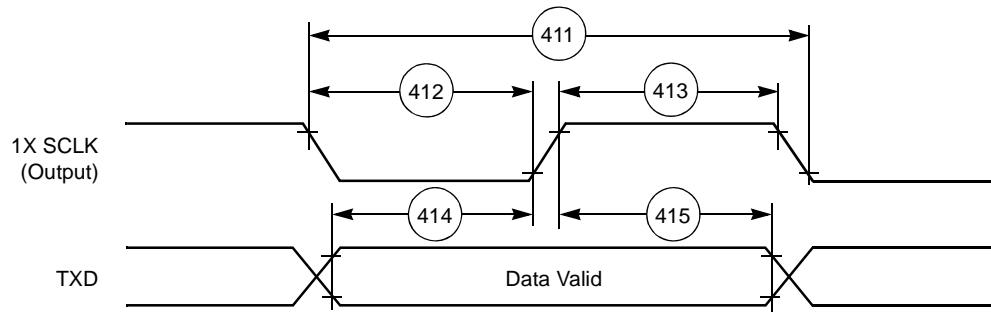 411
412
413
1X SCLK
(Output)
414
415
TXD
Data Valid